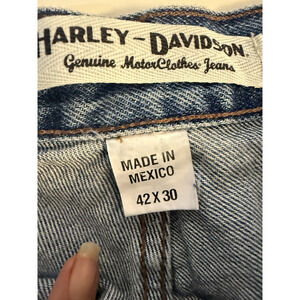 HARLEY-DAVIDSON
Genuine MotorClothes Jeans
MADE IN
MEXICO
42 X 30